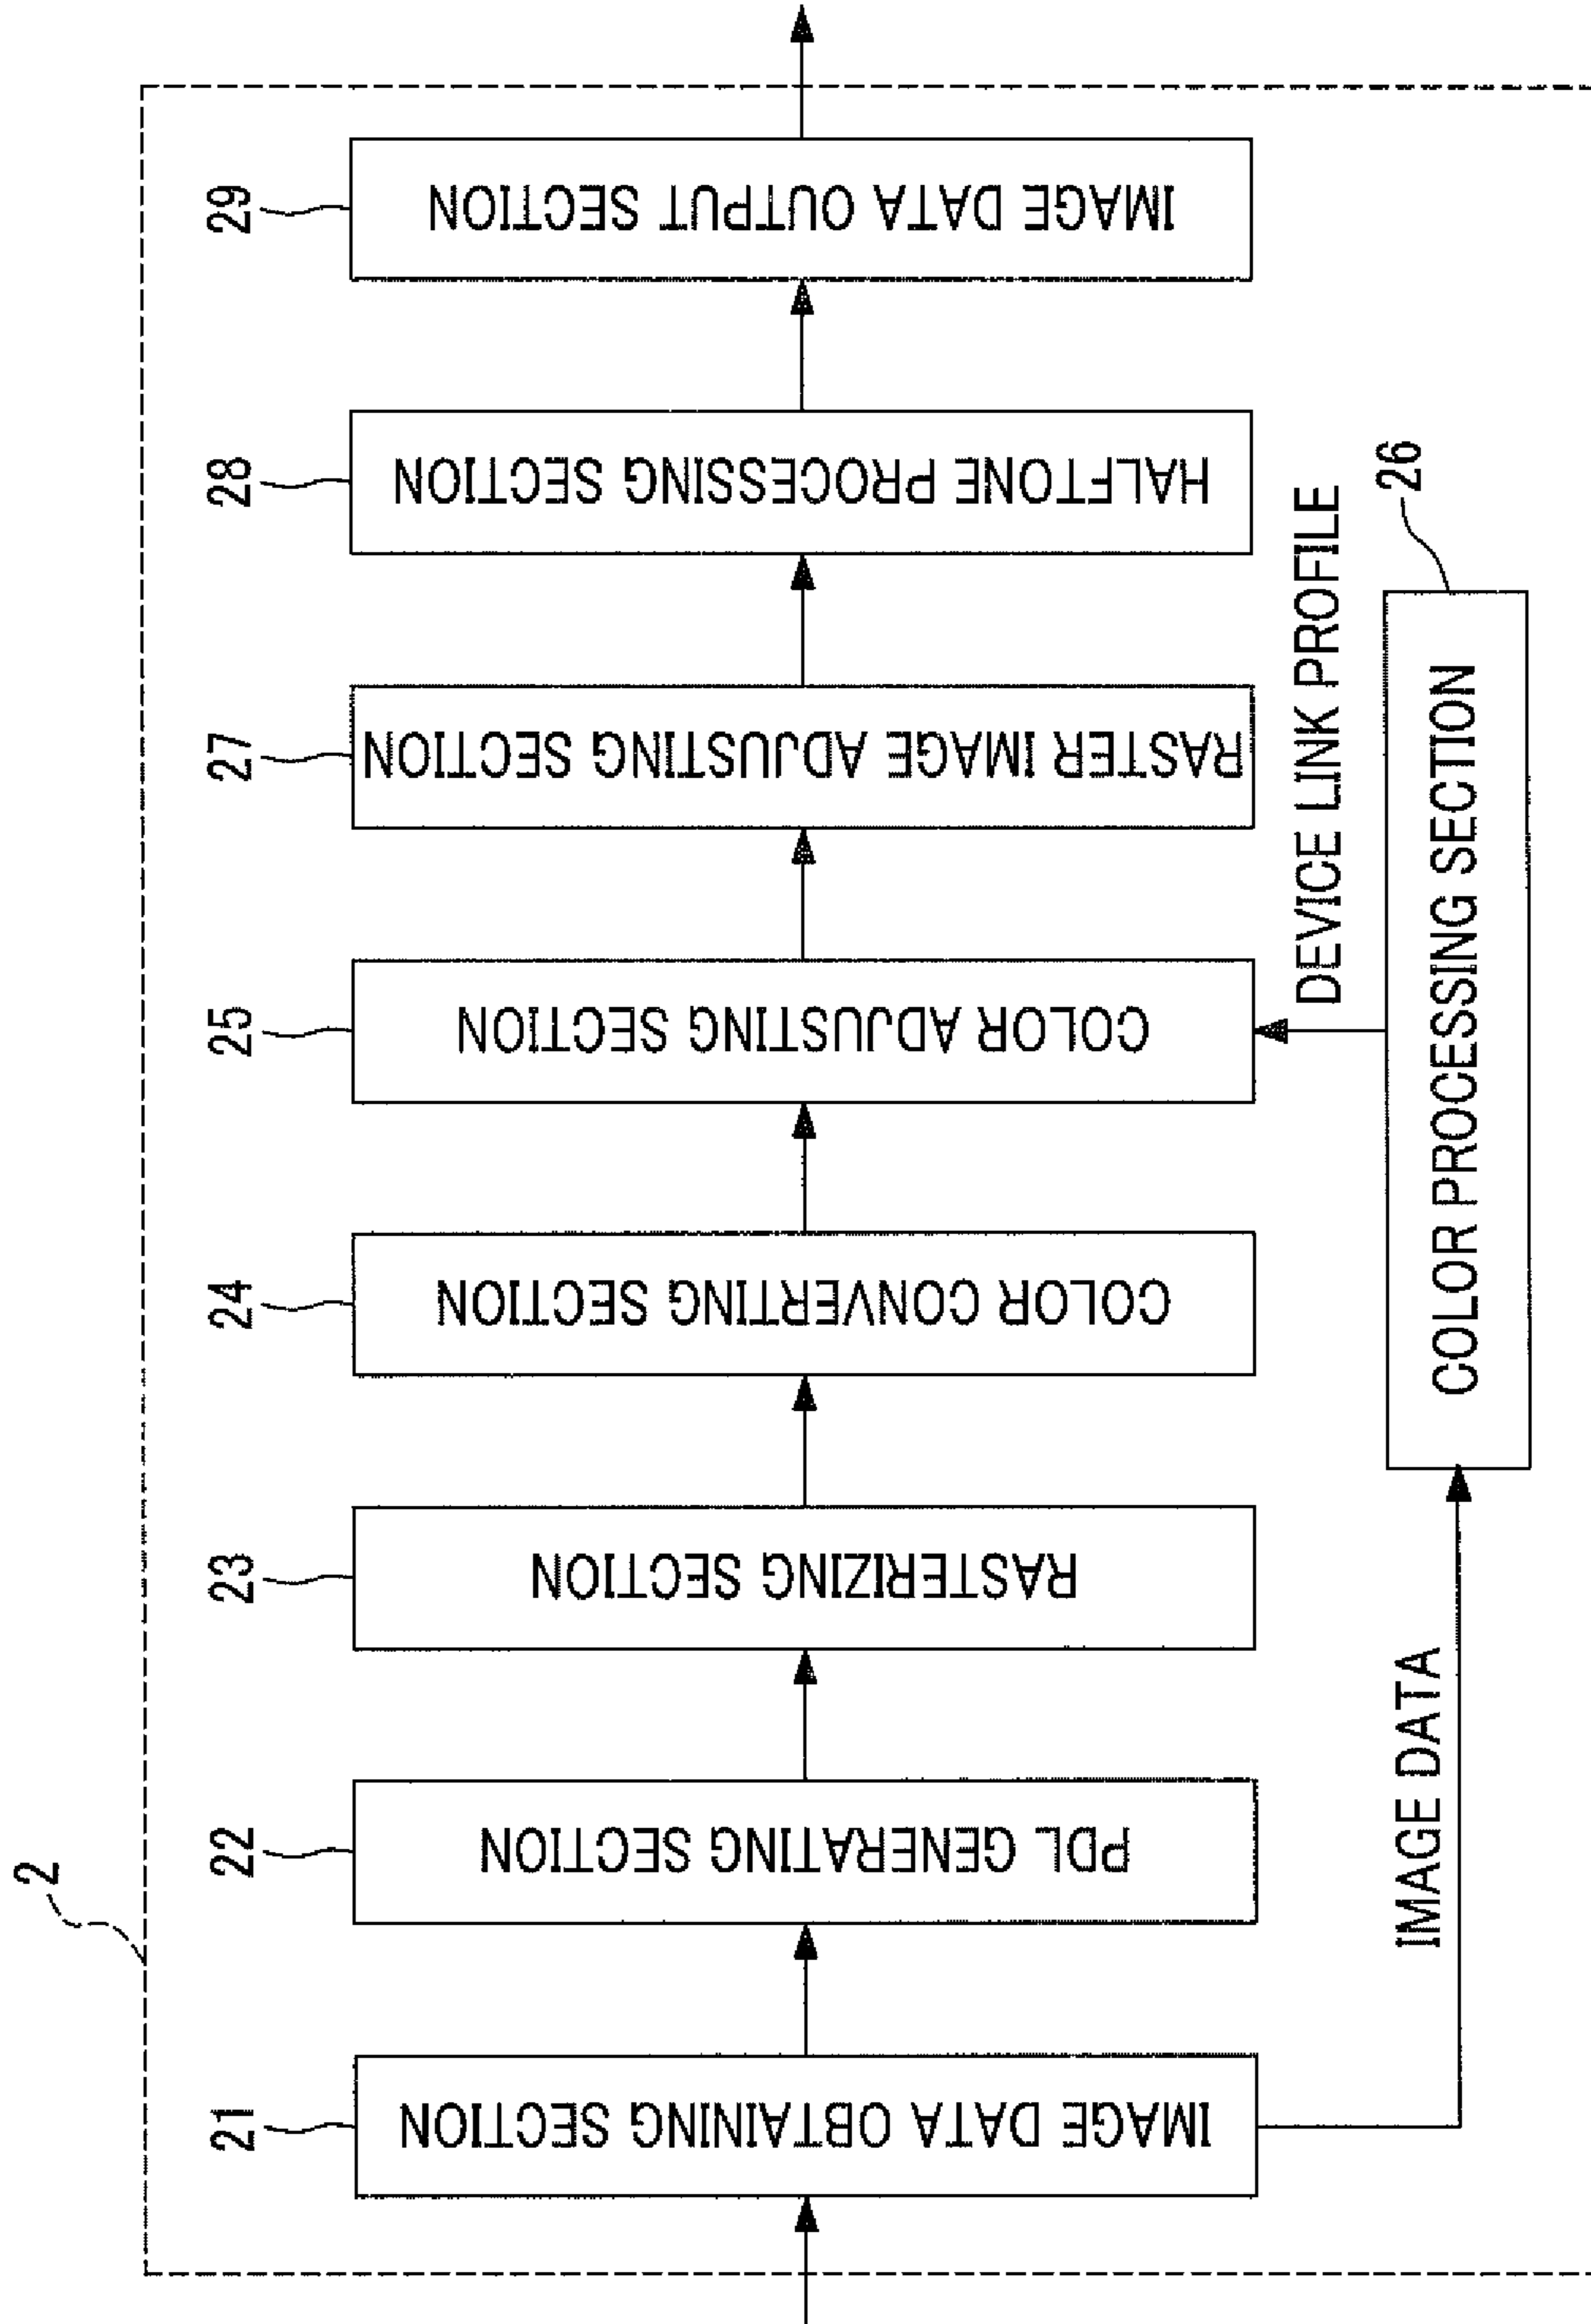 2
21
IMAGE DATA OBTAINING SECTION
22
PDL GENERATING SECTION
23
RASTERIZING SECTION
24
COLOR CONVERTING SECTION
25
COLOR ADJUSTING SECTION
27
RASTER IMAGE ADJUSTING SECTION
28
HALFTONE PROCESSING SECTION
29
IMAGE DATA OUTPUT SECTION
IMAGE DATA
DEVICE LINK PROFILE
26
COLOR PROCESSING SECTION